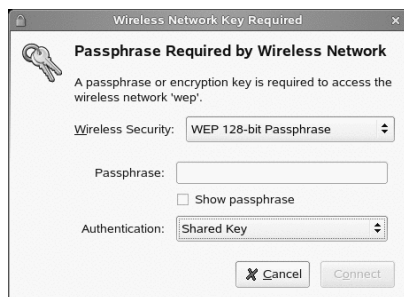 Wireless Network Key Required
Passphrase Required by Wireless Network
A passphrase or encryption key is required to access the
wireless network 'wep'.
Wireless Security: WEP 128-bit Passphrase
Passphrase:
Show passphrase
Authentication: Shared Key
Cancel Connect